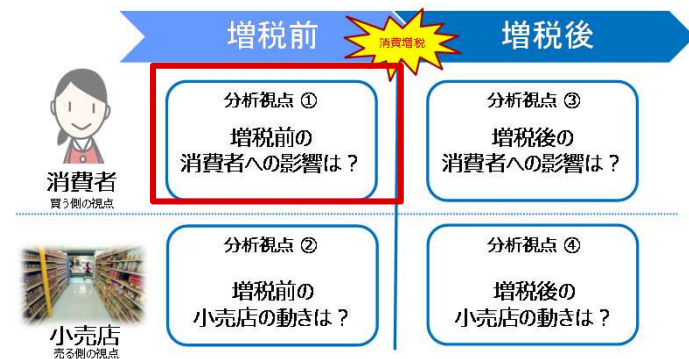 増税前
消費増税
増税後
分析視点 ①
増税前の
消費者への影響は？
分析視点 ③
増税後の
消費者への影響は？
消費者
買う側の視点
分析視点 ②
増税前の
小売店の動きは？
分析視点 ④
増税後の
小売店の動きは？
小売店
売る側の視点